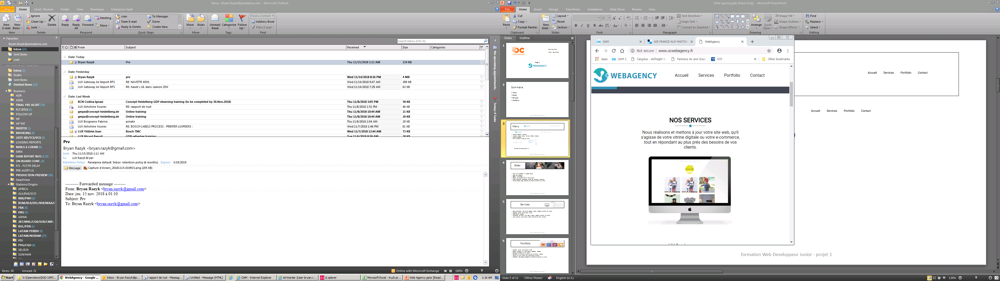 Inbox - Bryan.Razyk@panalpina.com - Microsoft Outlook
File Home Send / Receive Folder View Developer Enterprise Vault
New E-mail New Items
Ignore Clean Up Junk Delete
Reply Reply All Forward Meeting More
scan To Manager
Team E-mail Done
Reply & Delete Create New
Move Rules Unread/ Read Categorize Follow Up
Find a Contact
Address Book
Filter E-mail
New Delete Respond Quick Steps Move Tags Find
Favorites
Bryan.Razyk@panalpina.com
Inbox (21)
Sent Items
scan
Inbox (3)
Drafts
Sent Items
Deleted Items (22)
Business
ADR
ASML
FINAL PRE ALERT (33)
FLT DTLS (8)
FOLLOW UP
HP
HP TNT
INDITEX (2)
INVOICING (4)
LISTE SID/TCS/VCS (4)
LOADING REPORTS
MAILS à LUXAIR (6)
MRN
OAM REPORT W/O (122)
ON BOARD CONF. (5)
P/S - FLT/TR DELAY
PRE-ALERT LG
PRODUCTION PREVIEW (76)
SmartView
Stations/Origins
AFRICA
ALA/BAK/SCO
BKK/PNH (1)
BOM/BLR/DEL/KHI/MAA/
FRA (3)
HKG (1)
JAPAN
JKT/MNL/CGK/SUB/CMB
KUL/PEN (1)
LATAM PERISH (5)
LATAM/NORAM (27)
PEK
PVG/CGO (4)
SEL/ICN
SGN/HAN
Search Inbox (Ctrl+E)
From Subject Received Size Categories
Date: Today
Bryan Razyk Prv Thu 11/15/2018 1:12 AM 234 KB
Date: Yesterday
Bryan Razyk prv Wed 11/14/2018 8:36 PM 4 MB
LUX Gateway Air Import RFS RE: NAVETTE KEHL Wed 11/14/2018 9:47 AM 289 KB
LUX Gateway Air Import RFS RE: hawb's LIL dans camion ZIW Wed 11/14/2018 7:29 AM 82 KB
Date: Last Week
BCN Codina Ignasi Concept Heidelberg GDP elearning training (to be completed by 30.Nov.2018) Thu 11/8/2018 3:05 PM 58 KB
LUX Akhchine Younes RE: rapport de nuit Thu 11/8/2018 1:51 PM 46 KB
gmpx@concept-heidelberg.de Online training Thu 11/8/2018 10:44 AM 21 KB
gmpx@concept-heidelberg.de Online training Thu 11/8/2018 10:44 AM 20 KB
LUX Bisignano Fabrice private Thu 11/8/2018 1:04 AM 20 KB
LUX Akhchine Younes RE: BOSCH LABELS PROCESS - PRINTER LUXPD055 - Wed 11/7/2018 1:46 PM 81 KB
LUX Yildirim Inan Bosch TMC Wed 11/7/2018 12:44 AM 73 KB
LUX Nicard Benoit GDP refresher training Tue 11/6/2018 8:39 AM 28 KB
No upcoming appointments.
Today: 0 Tasks
Prv
Bryan Razyk <bryan.razyk@gmail.com>
Sent: Thu 11/15/2018 1:11 AM
To: LUX Razyk Bryan
Retention Policy: Panalpina default 'Inbox' retention policy (6 months) Expires: 5/19/2019
Message Capture d'écrans_20181115-010915.png (205 KB)
---------- Forwarded message ---------
From: Bryan Razyk <bryan.razyk@gmail.com>
Date: jeu. 15 nov. 2018 à 01:10
Subject: Prv
To: Bryan Razyk <bryan.razyk@gmail.com>
Items: 30 Unread: 21 Online with Microsoft Exchange 100%
Start S:\Operations\DGD UNFI... WebAgency - Google ... Inbox - Bryan.Razyk@p... rapport de nuit - Messag... Untitled - Message (HTML) OAM - Internet Explorer AirWarder (User bryan.r... d.xplorer Microsoft Excel - truck pr... Web Agency.pptx [Read... 1:16 AM
Web Agency.pptx [Read-Only] - Microsoft PowerPoint
File Home Insert Design Transitions Animations Slide Show Review View
Paste Cut Copy Format Painter
New Slide Layout Reset Section
18
Text Direction
Align Text
Convert to SmartArt
Arrange Quick Styles
Shape Fill
Shape Outline
Shape Effects
Find
Replace
Select
Clipboard Slides Font Paragraph Drawing Editing
Slides Outline
1
OC
Projet 1
WEBAGENCY
2
Sommaire
Menu
Slider
Services
Portfolio
3
Menu
4
Slider
5
Services
6
Portfolio
OAM AIR FRANCE KLM MARTIN WebAgency
Not secure www.ocwebagency.fr
Apps OAM 2 Cargolux - Airfreight S Pantrace Air and Ocea XCP Other bookmarks
WEBAGENCY Accueil Services Portfolio Contact
NOS SERVICES
Nous réalisons et mettons à jour votre site web, qu'il
s'agisse de votre vitrine digitale ou votre e-commerce,
tout en répondant au plus près des besoins de vos
clients.
Accueil Services Portfolio Contact
Accueil Services Portfolio Contact
formation Web Developpeur Junior - projet 1
Slide 3 of 11 "Office Theme" English (U.S.) 120%